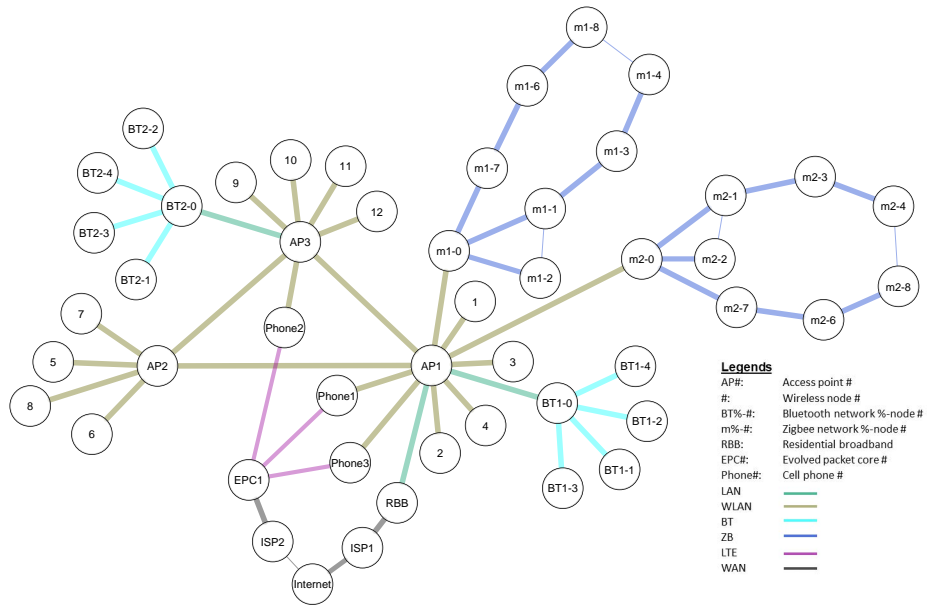 m1-8
m1-4
m1-6
BT2-2
m1-3
10
11
m1-7
BT2-4
m2-3
9
m2-1
BT2-0
m1-1
m2-4
12
BT2-3
AP3
m1-0
m2-0
m2-2
BT2-1
m1-2
m2-8
1
m2-7
7
m2-6
Phone2
5
AP2
AP1
3
BT1-4
Phone1
BT1-0
8
BT1-2
4
6
2
Phone3
BT1-1
EPC1
BT1-3
RBB
ISP2
ISP1
Internet
Legends
AP#: Access point #
#: Wireless node #
BT%-#: Bluetooth network %-node #
m%-#: Zigbee network %-node #
RBB: Residential broadband
EPC#: Evolved packet core #
Phone#: Cell phone #
LAN
WLAN
BT
ZB
LTE
WAN